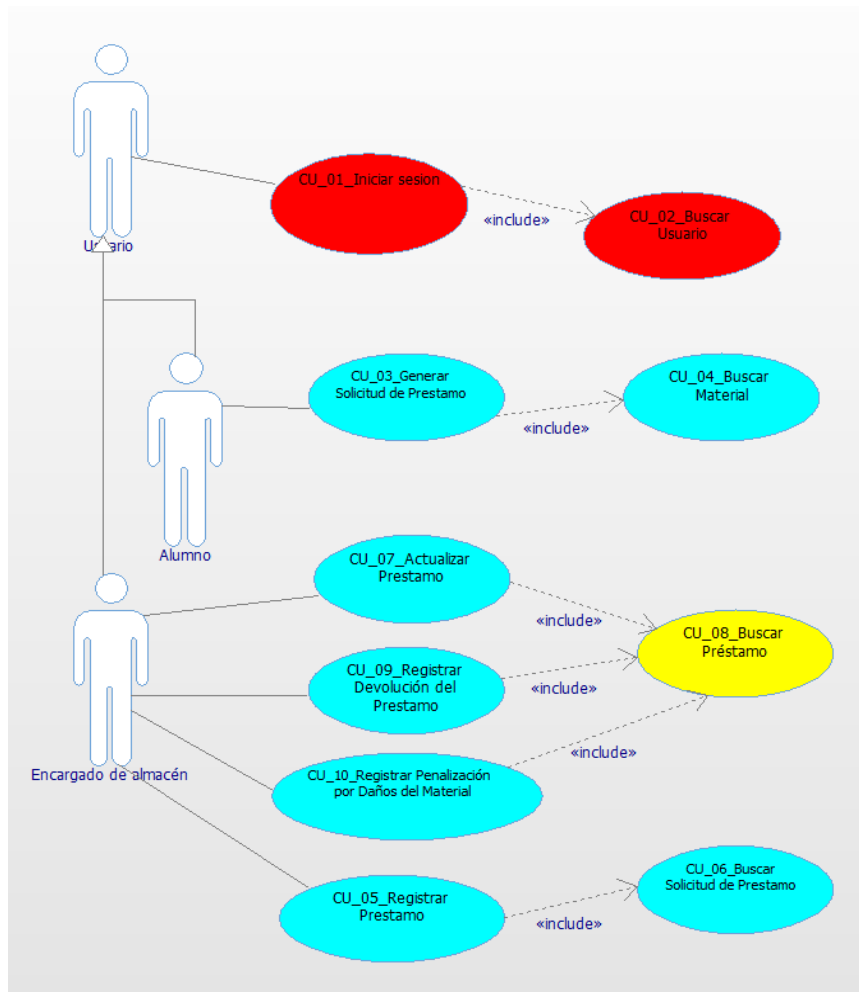 Usuario
CU_01_Iniciar sesion
«include»
CU_02_Buscar
Usuario
Alumno
CU_03_Generar
Solicitud de Prestamo
«include»
CU_04_Buscar
Material
Encargado de almacén
CU_07_Actualizar
Prestamo
«include»
CU_08_Buscar
Préstamo
CU_09_Registrar
Devolución del
Prestamo
«include»
CU_10_Registrar Penalización
por Daños del Material
«include»
CU_05_Registrar
Prestamo
«include»
CU_06_Buscar
Solicitud de Prestamo